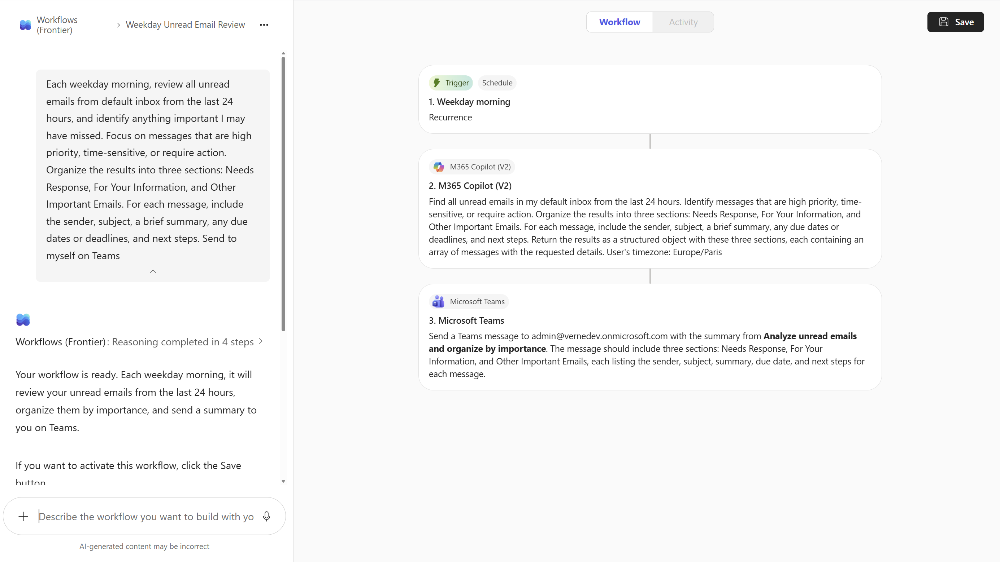 Workflows
(Frontier)
Weekday Unread Email Review
Each weekday morning, review all unread
emails from default inbox from the last 24
hours, and identify anything important I may
have missed. Focus on messages that are high
priority, time-sensitive, or require action.
Organize the results into three sections: Needs
Response, For Your Information, and Other
Important Emails. For each message, include
the sender, subject, a brief summary, any due
dates or deadlines, and next steps. Send to
myself on Teams
Workflows (Frontier): Reasoning completed in 4 steps
Your workflow is ready. Each weekday morning, it will
review your unread emails from the last 24 hours,
organize them by importance, and send a summary to
you on Teams.
If you want to activate this workflow, click the Save
button
Describe the workflow you want to build with yo
AI-generated content may be incorrect
Workflow
Activity
Save
Trigger
Schedule
1. Weekday morning
Recurrence
M365 Copilot (V2)
2. M365 Copilot (V2)
Find all unread emails in my default inbox from the last 24 hours. Identify messages that are high priority, time-
sensitive, or require action. Organize the results into three sections: Needs Response, For Your Information, and
Other Important Emails. For each message, include the sender, subject, a brief summary, any due dates or
deadlines, and next steps. Return the results as a structured object with these three sections, each containing an
array of messages with the requested details. User's timezone: Europe/Paris
Microsoft Teams
3. Microsoft Teams
Send a Teams message to admin@vernedev.onmicrosoft.com with the summary from Analyze unread emails
and organize by importance. The message should include three sections: Needs Response, For Your
Information, and Other Important Emails, each listing the sender, subject, summary, due date, and next steps for
each message.